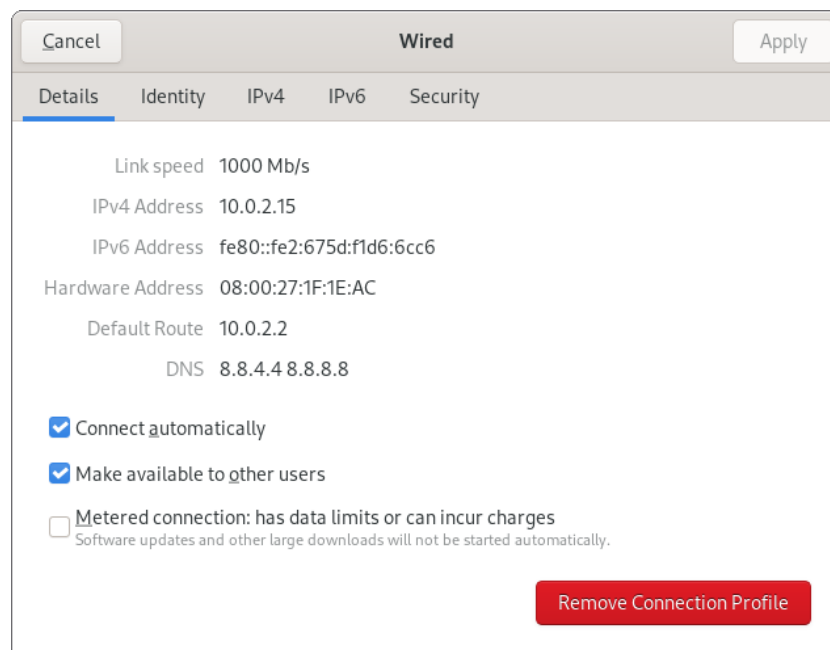 Cancel Wired Apply
Details Identity IPv4 IPv6 Security
Link speed 1000 Mb/s
IPv4 Address 10.0.2.15
IPv6 Address fe80::fe2:675d:f1d6:6cc6
Hardware Address 08:00:27:1F:1E:AC
Default Route 10.0.2.2
DNS 8.8.4.4 8.8.8.8
Connect automatically
Make available to other users
Metered connection: has data limits or can incur charges
Software updates and other large downloads will not be started automatically.
Remove Connection Profile